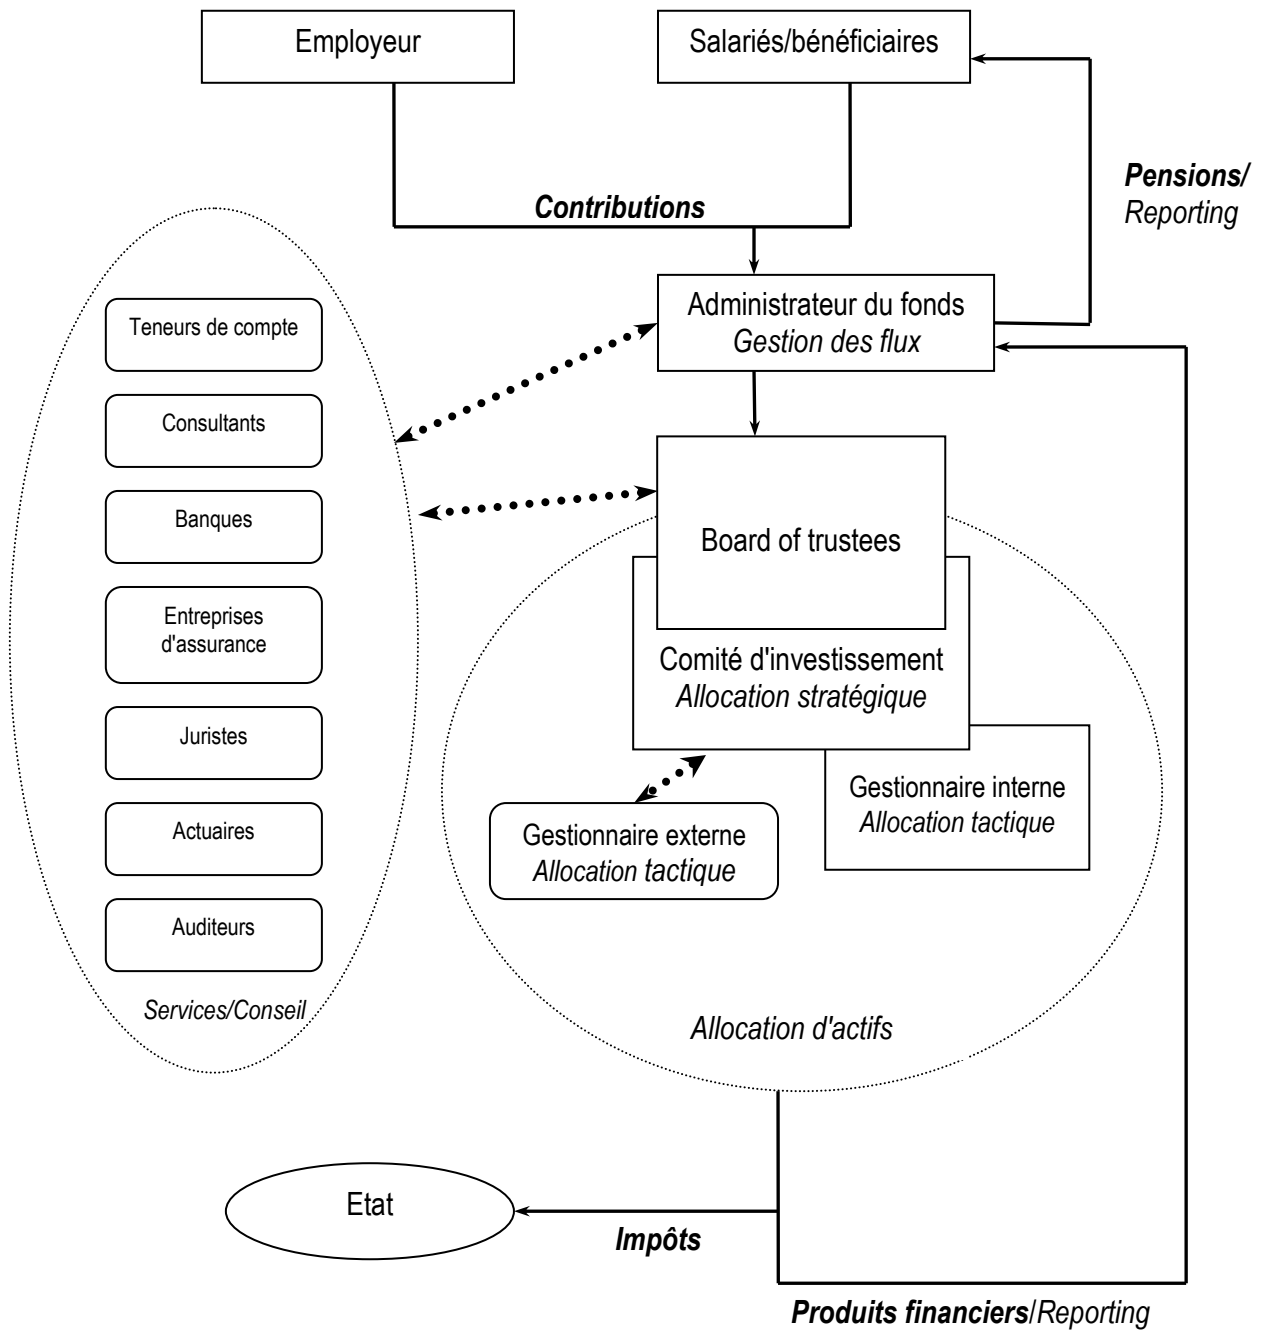 Employeur
Salariés/bénéficiaires
Pensions/
Reporting
Contributions
Administrateur du fonds
Gestion des flux
Teneurs de compte
Consultants
Banques
Entreprises
d'assurance
Juristes
Actuaires
Auditeurs
Services/Conseil
Board of trustees
Comité d'investissement
Allocation stratégique
Gestionnaire interne
Allocation tactique
Gestionnaire externe
Allocation tactique
Allocation d'actifs
Etat
Impôts
Produits financiers/Reporting